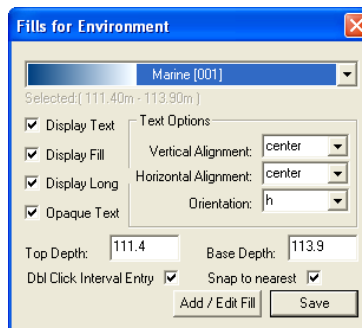 Fills for Environment
Marine [001]
Selected:( 111.40m - 113.90m )
Display Text
Text Options
Vertical Alignment: center
Display Fill
Horizontal Alignment: center
Display Long
Orientation: h
Opaque Text
Top Depth: 111.4 Base Depth: 113.9
Dbl Click Interval Entry Snap to nearest
Add / Edit Fill Save